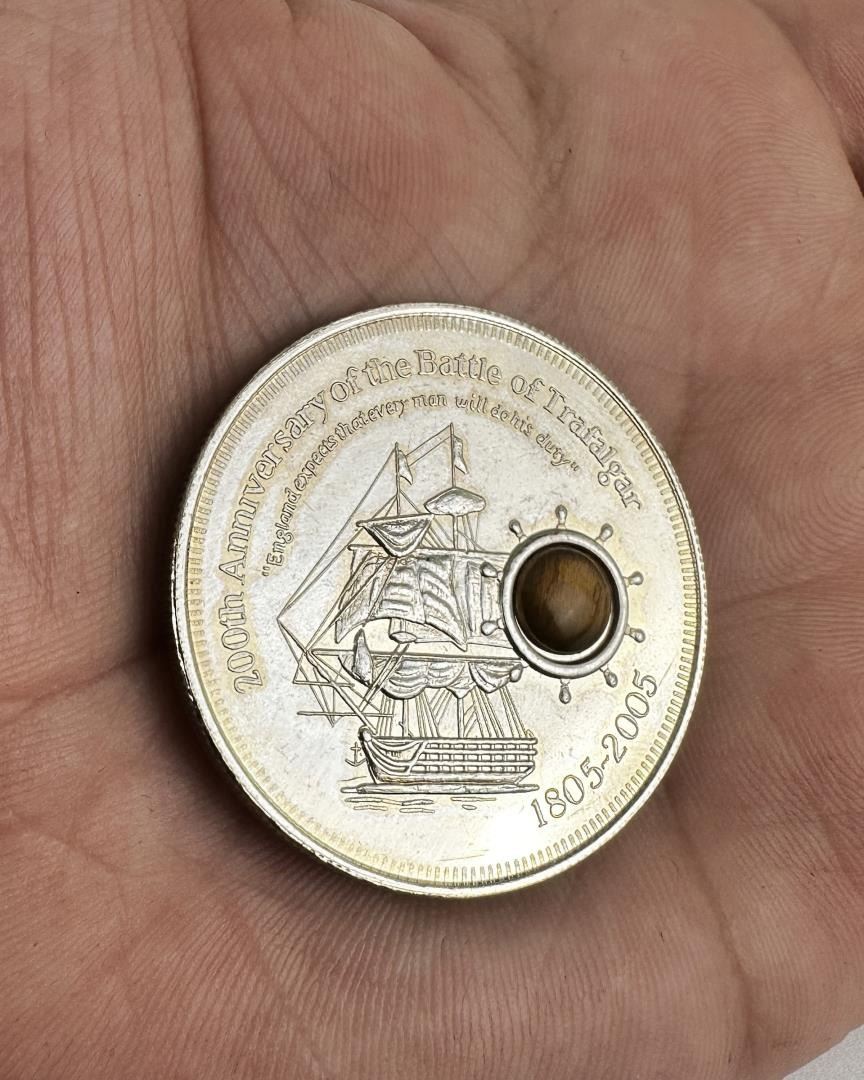 200th Anniversary of the Battle of Trafalgar
"England expects that every man will do his duty"
1805-2005